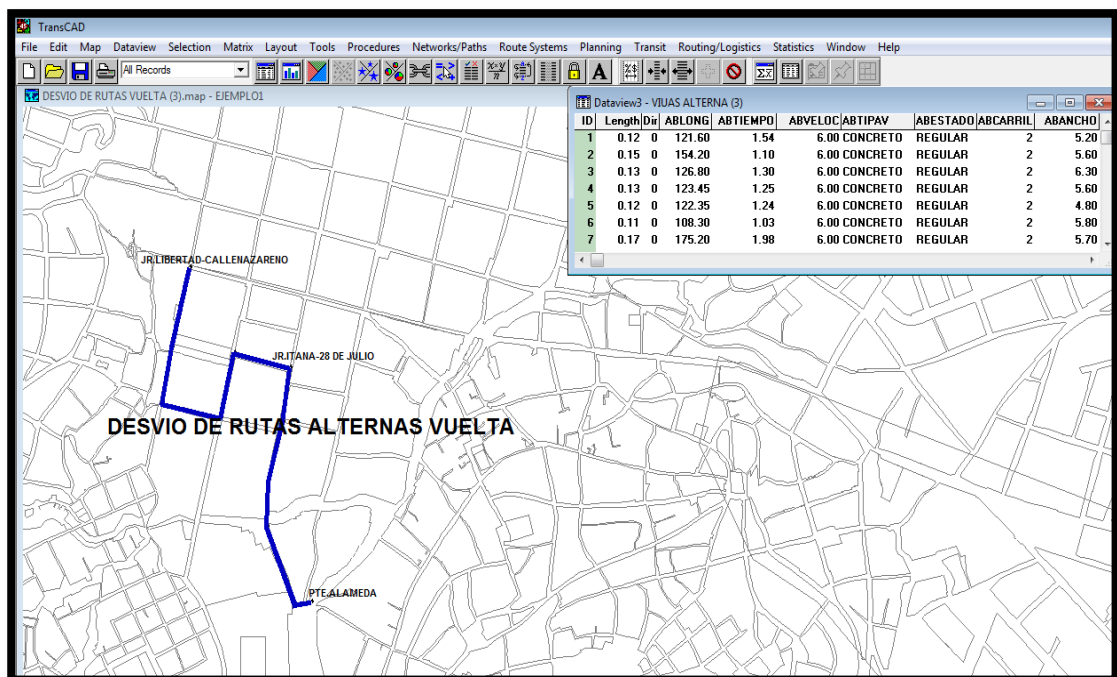 TransCAD
File Edit Map Dataview Selection Matrix Layout Tools Procedures Networks/Paths Route Systems Planning Transit Routing/Logistics Statistics Window Help
All Records
DESVIO DE RUTAS VUELTA (3).map - EJEMPLO1
Dataview3 - VIUAS ALTERNA (3)
ID Length Dir ABLONG ABTIEMPO ABVELOC ABTIPAV ABESTADO ABCARRIL ABANCHO
1 0.12 0 121.60 1.54 6.00 CONCRETO REGULAR 2 5.20
2 0.15 0 154.20 1.10 6.00 CONCRETO REGULAR 2 5.60
3 0.13 0 126.80 1.30 6.00 CONCRETO REGULAR 2 6.30
4 0.13 0 123.45 1.25 6.00 CONCRETO REGULAR 2 5.60
5 0.12 0 122.35 1.24 6.00 CONCRETO REGULAR 2 4.80
6 0.11 0 108.30 1.03 6.00 CONCRETO REGULAR 2 5.80
7 0.17 0 175.20 1.98 6.00 CONCRETO REGULAR 2 5.70
JR.LIBERTAD-CALLENAZARENO
JR.ITANA-28 DE JULIO
DESVIO DE RUTAS ALTERNAS VUELTA
PTE.ALAMEDA